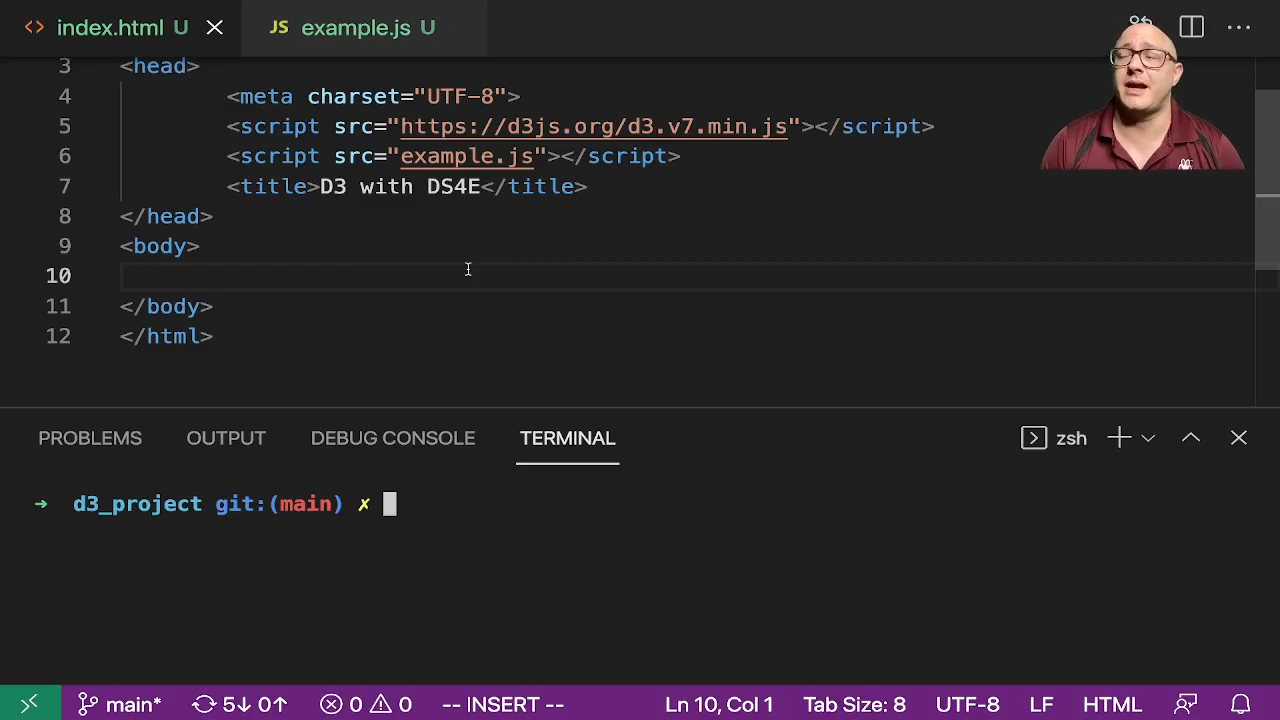 index.html U
JS example.js U
3 <head>
4 <meta charset="UTF-8">
5 <script src="https://d3js.org/d3.v7.min.js"></script>
6 <script src="example.js"></script>
7 <title>D3 with DS4E</title>
8 </head>
9 <body>
10
11 </body>
12 </html>
PROBLEMS OUTPUT DEBUG CONSOLE TERMINAL zsh
➜ d3_project git:(main) ✗
main* 5↓ 0↑ 0 0 -- INSERT -- Ln 10, Col 1 Tab Size: 8 UTF-8 LF HTML